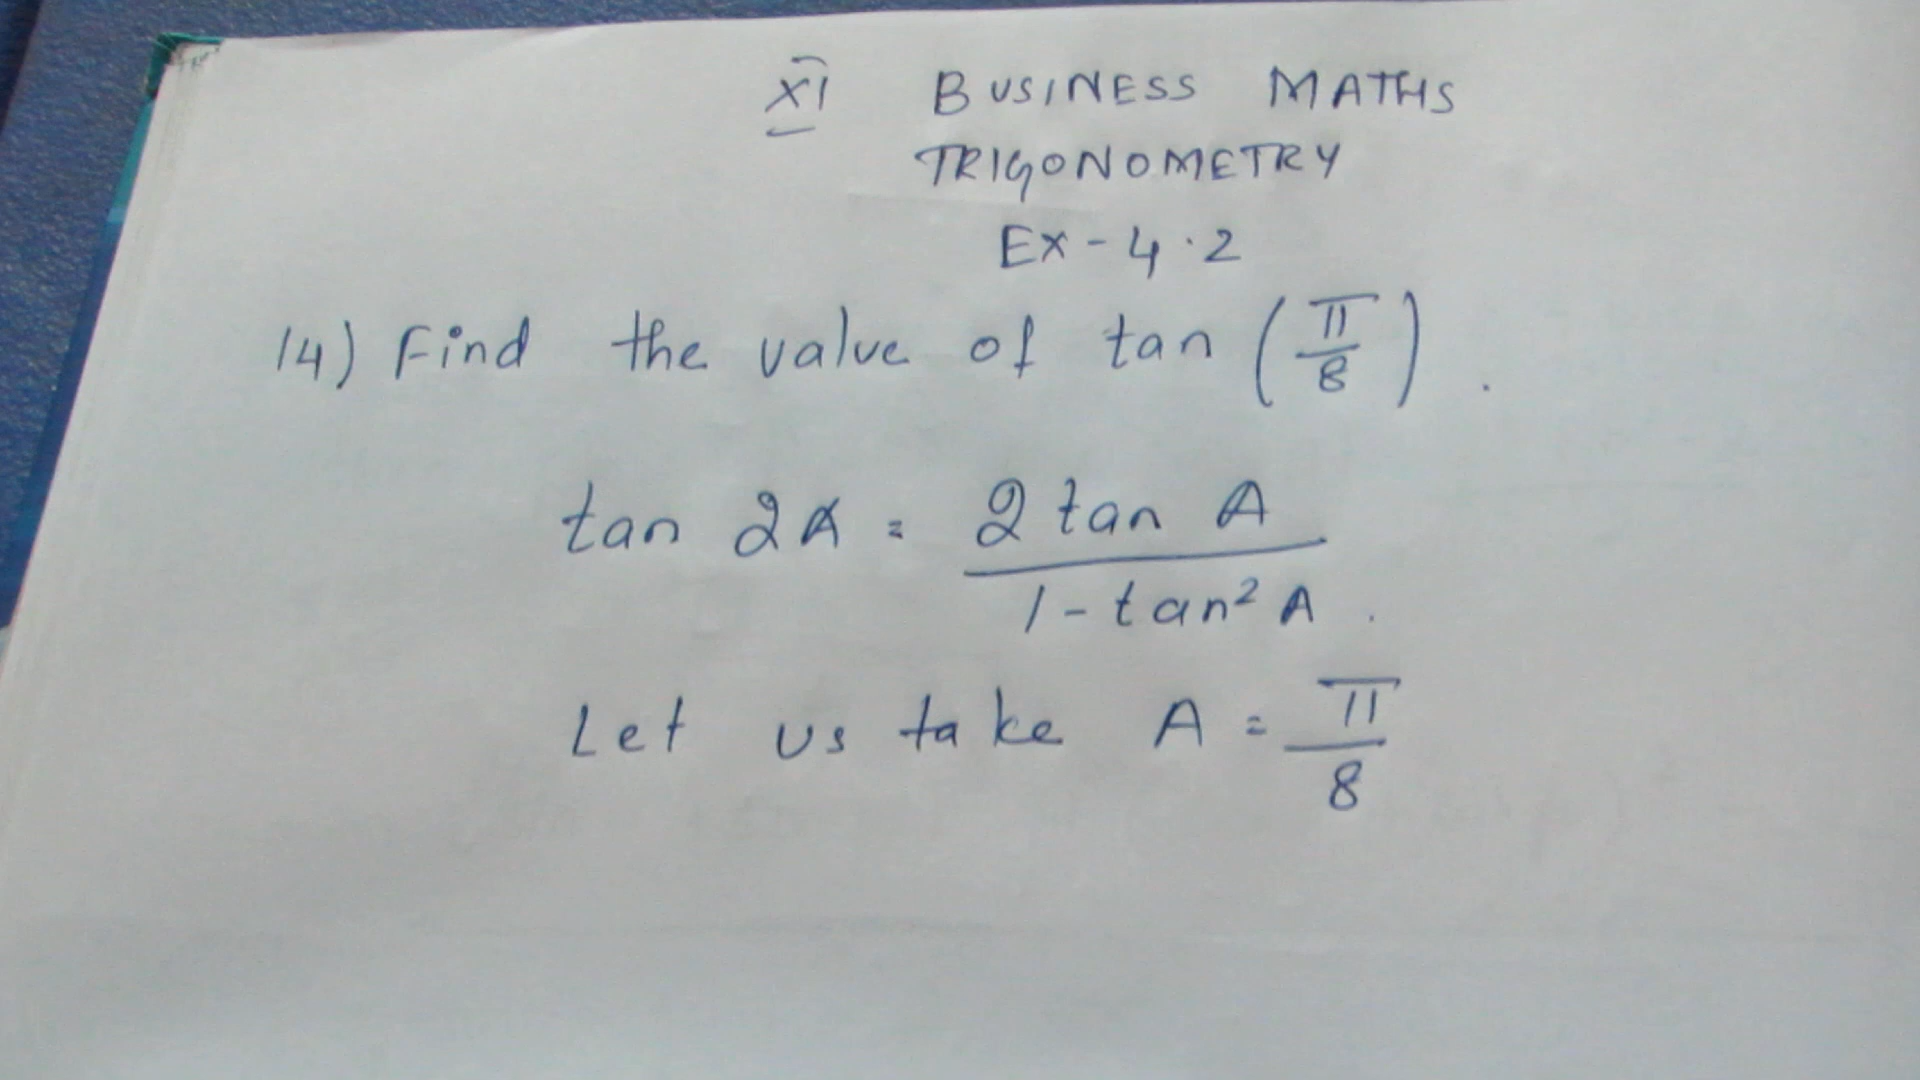 XI BUSINESS MATHS
TRIGONOMETRY
Ex - 4.2
14) Find the value of tan (π/8).
tan 2A = 2 tan A / 1 - tan² A.
Let us take A = π/8